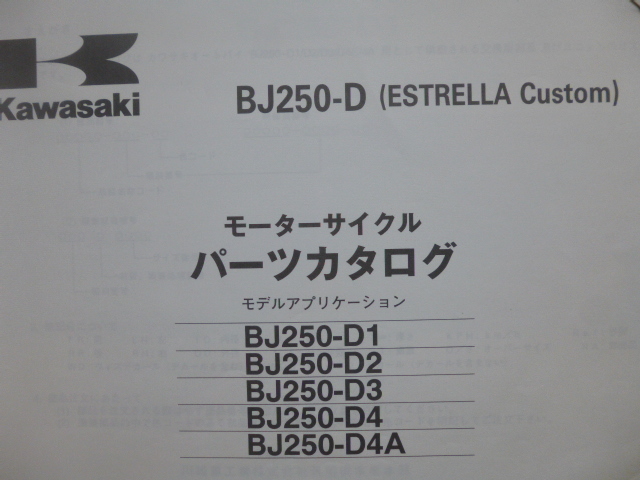 Kawasaki
BJ250-D (ESTRELLA Custom)
モーターサイクル
パーツカタログ
モデルアプリケーション
BJ250-D1
BJ250-D2
BJ250-D3
BJ250-D4
BJ250-D4A